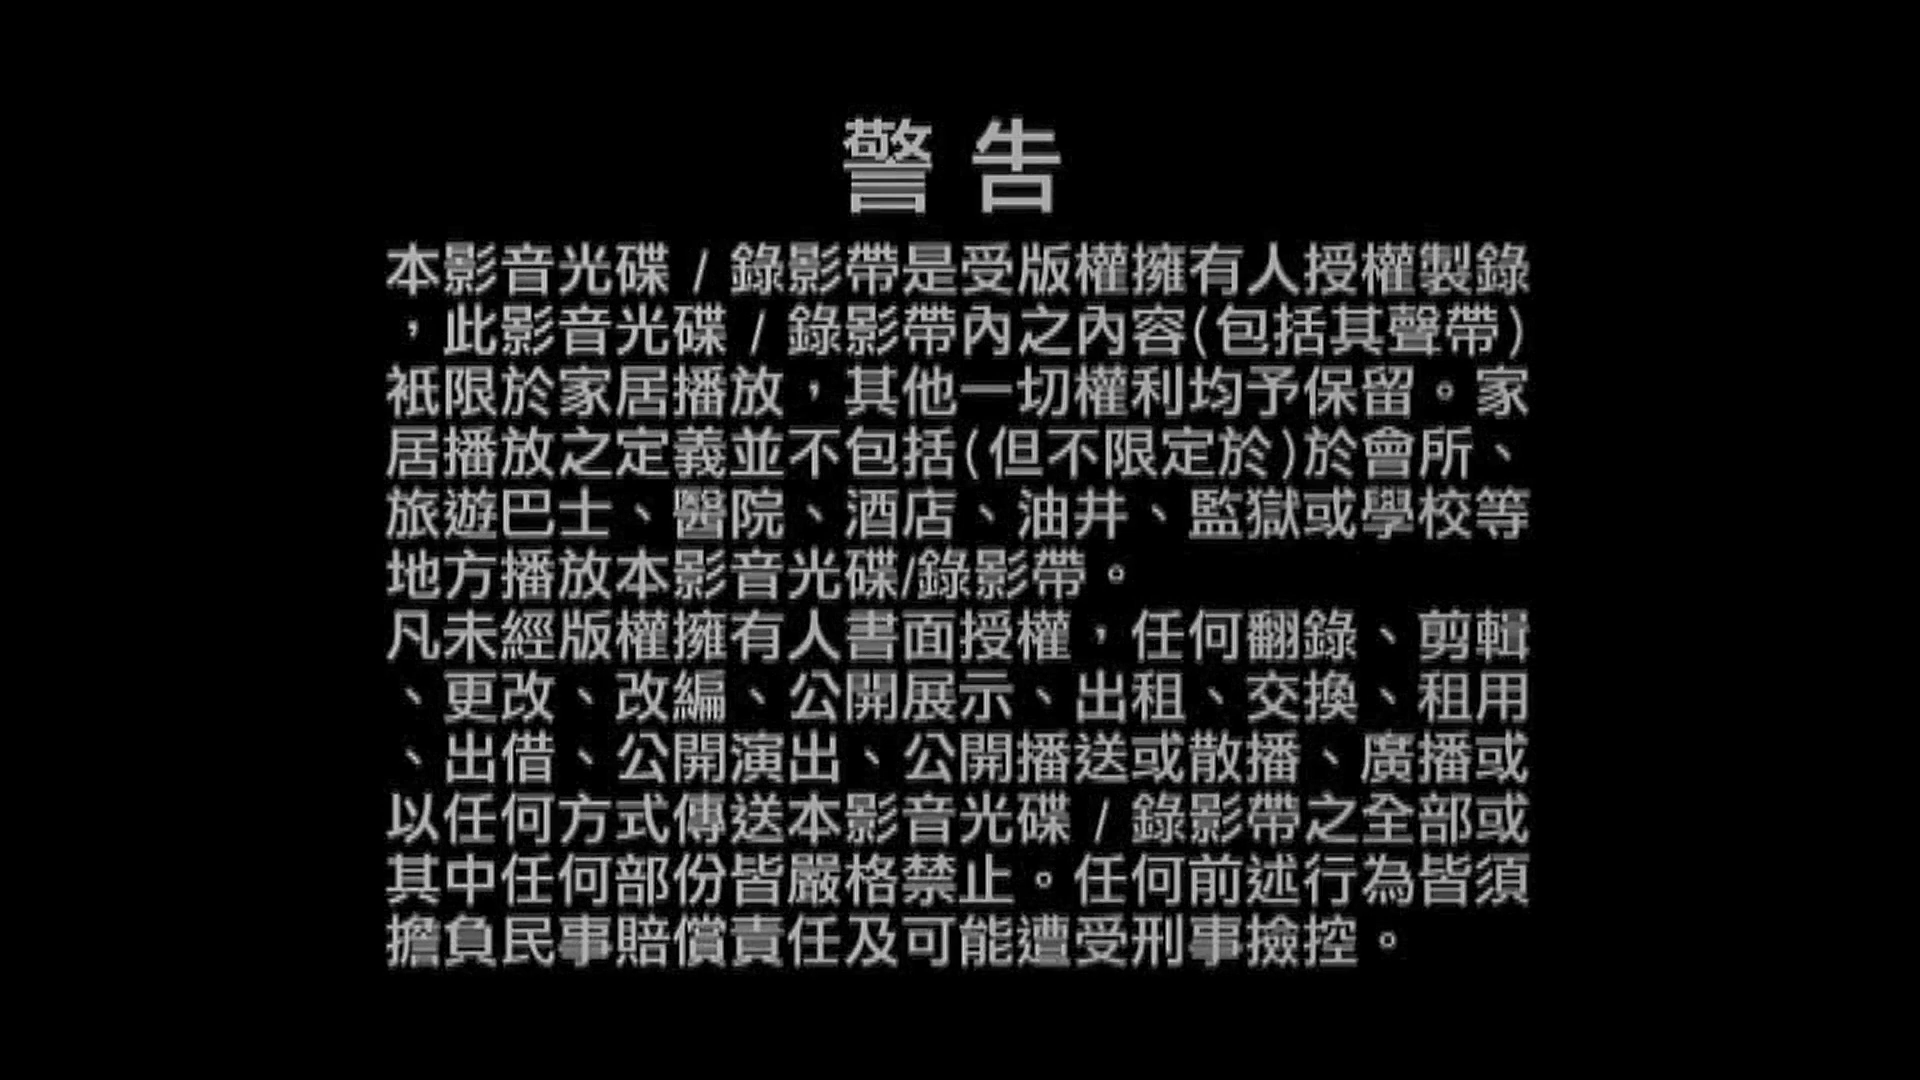 警告
本影音光碟 / 錄影帶是受版權擁有人授權製錄
，此影音光碟 / 錄影帶內之內容(包括其聲帶)
祇限於家居播放，其他一切權利均予保留。家
居播放之定義並不包括(但不限定於)於會所、
旅遊巴士、醫院、酒店、油井、監獄或學校等
地方播放本影音光碟/錄影帶。
凡未經版權擁有人書面授權，任何翻錄、剪輯
、更改、改編、公開展示、出租、交換、租用
、出借、公開演出、公開播送或散播、廣播或
以任何方式傳送本影音光碟 / 錄影帶之全部或
其中任何部份皆嚴格禁止。任何前述行為皆須
擔負民事賠償責任及可能遭受刑事撿控。